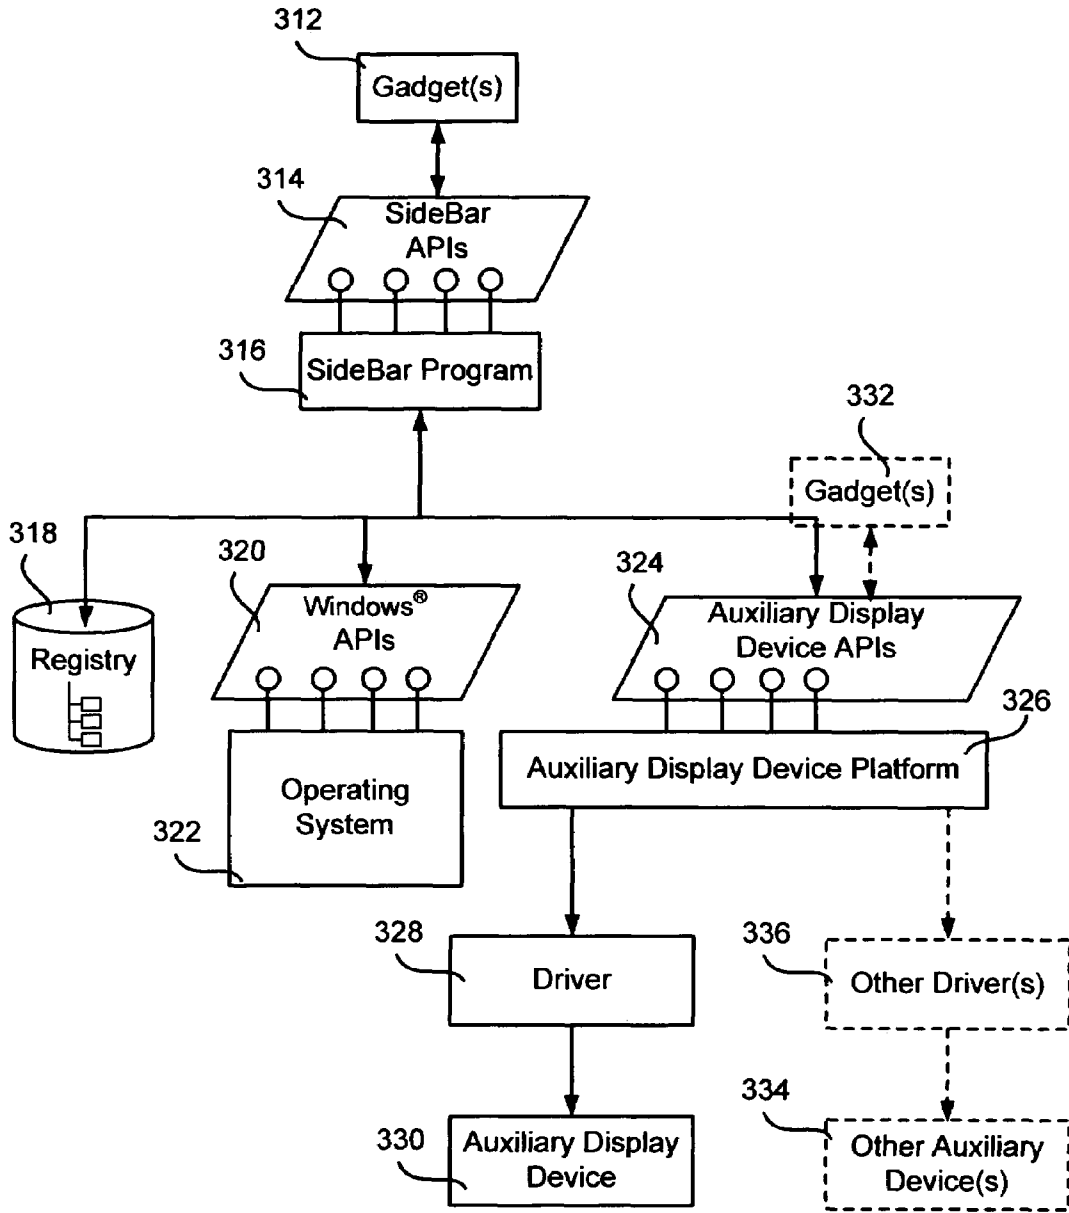 312
Gadget(s)
314
SideBar
APIs
316
SideBar Program
332
Gadget(s)
318
Registry
320
Windows®
APIs
324
Auxiliary Display
Device APIs
326
Auxiliary Display Device Platform
Operating
System
322
328
Driver
336
Other Driver(s)
330
Auxiliary Display
Device
334
Other Auxiliary
Device(s)